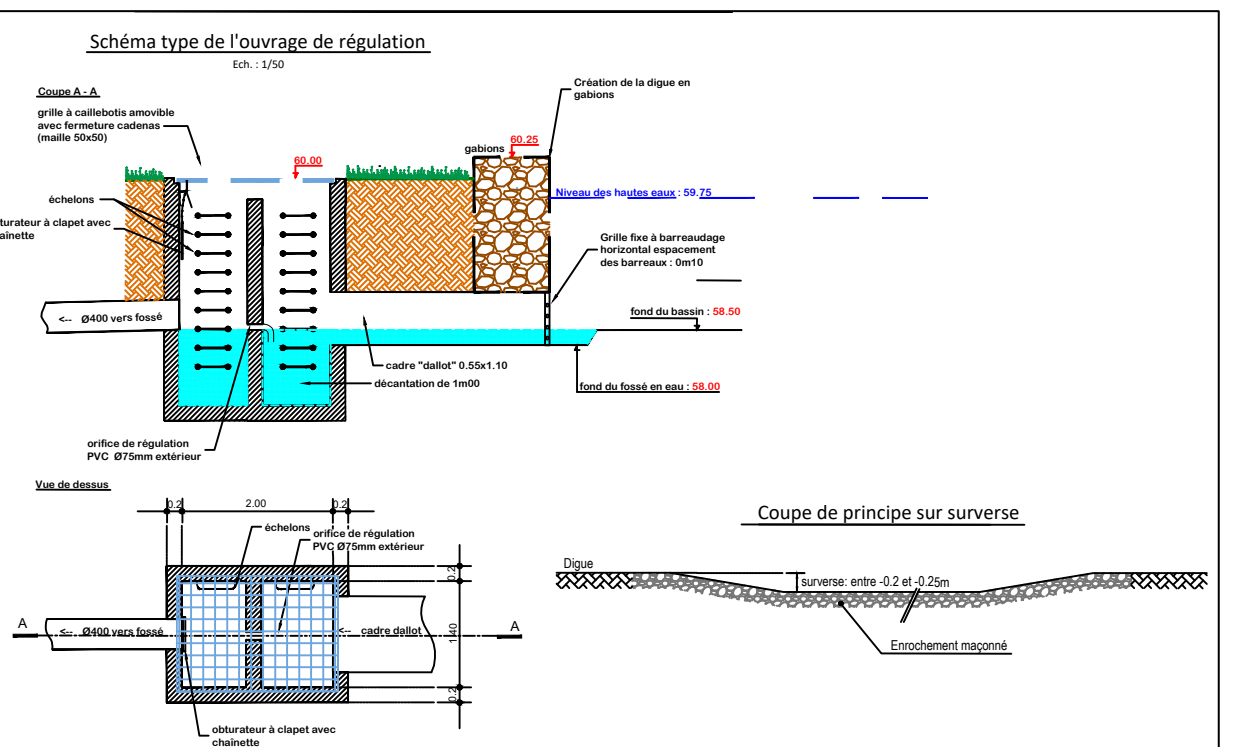 Schéma type de l'ouvrage de régulation
Ech. : 1/50
Coupe A - A
grille à caillebotis amovible
avec fermeture cadenas
(maille 50x50)
Création de la digue en
gabions
gabions
60.25
60.00
Niveau des hautes eaux : 59.75
échelons
turateur à clapet avec
aînette
Grille fixe à barreaudage
horizontal espacement
des barreaux : 0m10
fond du bassin : 58.50
<-- Ø400 vers fossé
cadre "dallot" 0.55x1.10
décantation de 1m00
fond du fossé en eau : 58.00
orifice de régulation
PVC Ø75mm extérieur
Vue de dessus
0.2
2.00
0.2
échelons
orifice de régulation
PVC Ø75mm extérieur
0.2
1.40
0.2
A
<-- Ø400 vers fossé
<-- cadre dallot
A
obturateur à clapet avec
chaînette
Coupe de principe sur surverse
Digue
surverse: entre -0.2 et -0.25m
Enrochement maçonné